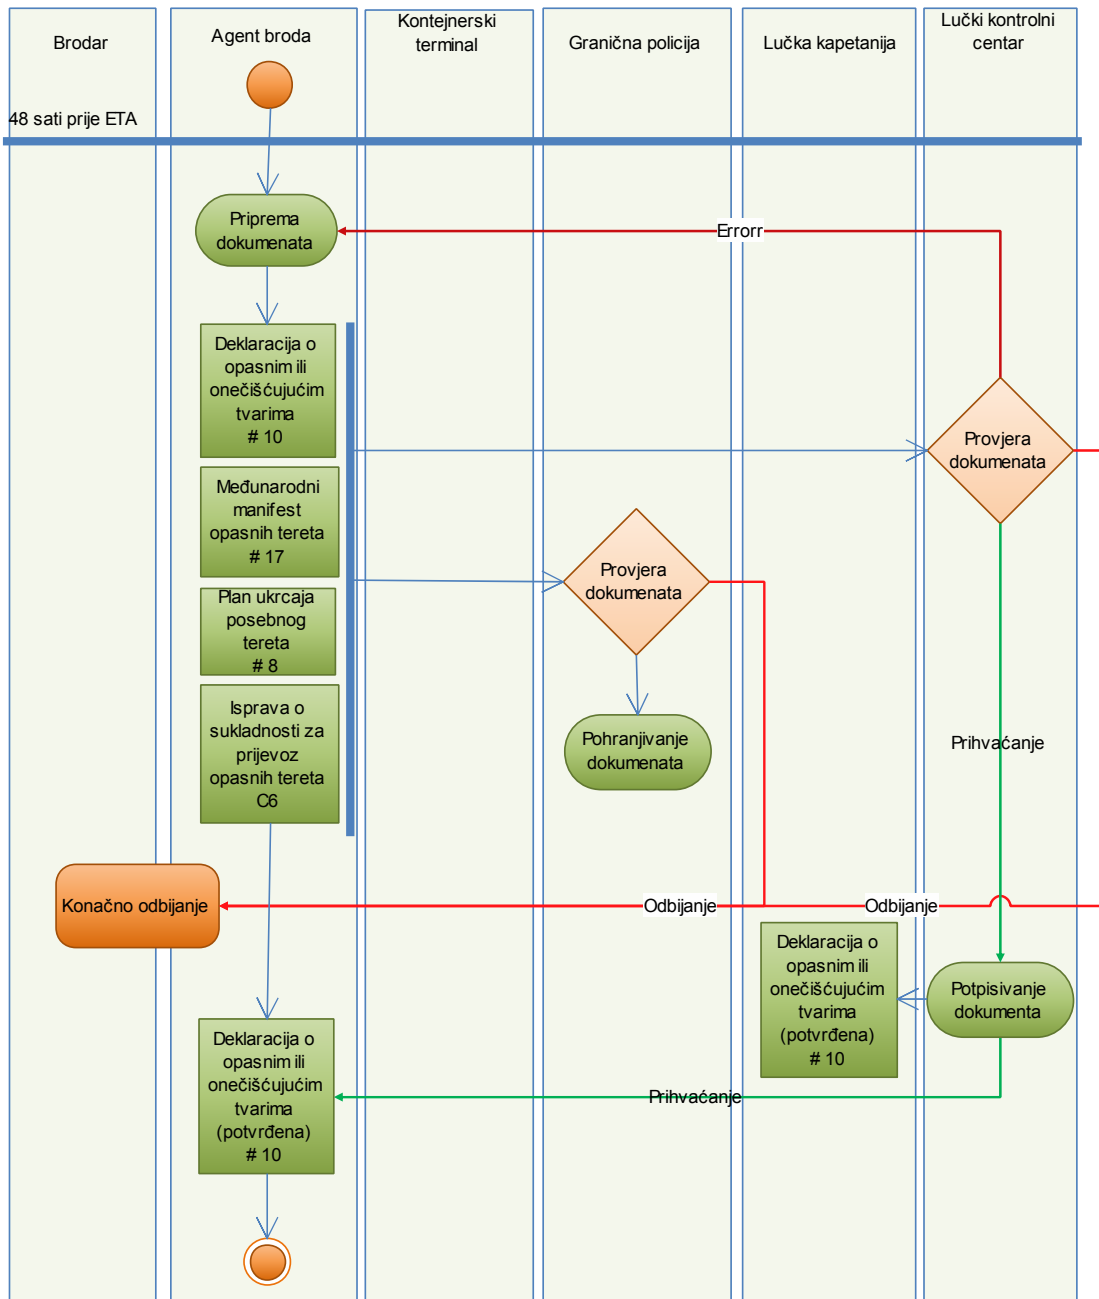 Brodar
Agent broda
Kontejnerski
terminal
Granična policija
Lučka kapetanija
Lučki kontrolni
centar
48 sati prije ETA
Priprema
dokumenata
Errorr
Deklaracija o
opasnim ili
onečišćujućim
tvarima
# 10
Provjera
dokumenata
Međunarodni
manifest
opasnih tereta
# 17
Provjera
dokumenata
Plan ukrcaja
posebnog
tereta
# 8
Isprava o
sukladnosti za
prijevoz
opasnih tereta
C6
Pohranjivanje
dokumenata
Prihvaćanje
Konačno odbijanje
Odbijanje
Odbijanje
Deklaracija o
opasnim ili
onečišćujućim
tvarima
(potvrđena)
# 10
Potpisivanje
dokumenta
Deklaracija o
opasnim ili
onečišćujućim
tvarima
(potvrđena)
# 10
Prihvaćanje